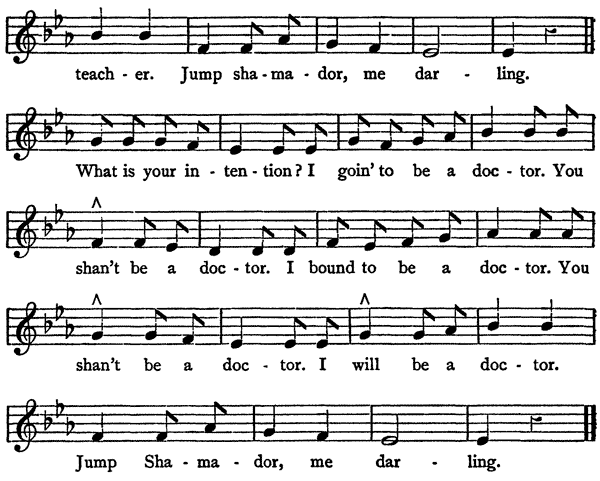 teach - er. Jump sha - ma - dor, me dar - ling.
What is your in - ten - tion? I goin' to be a doc - tor. You
shan't be a doc - tor. I bound to be a doc - tor. You
shan't be a doc - tor. I will be a doc - tor.
Jump Sha - ma - dor, me dar - ling.